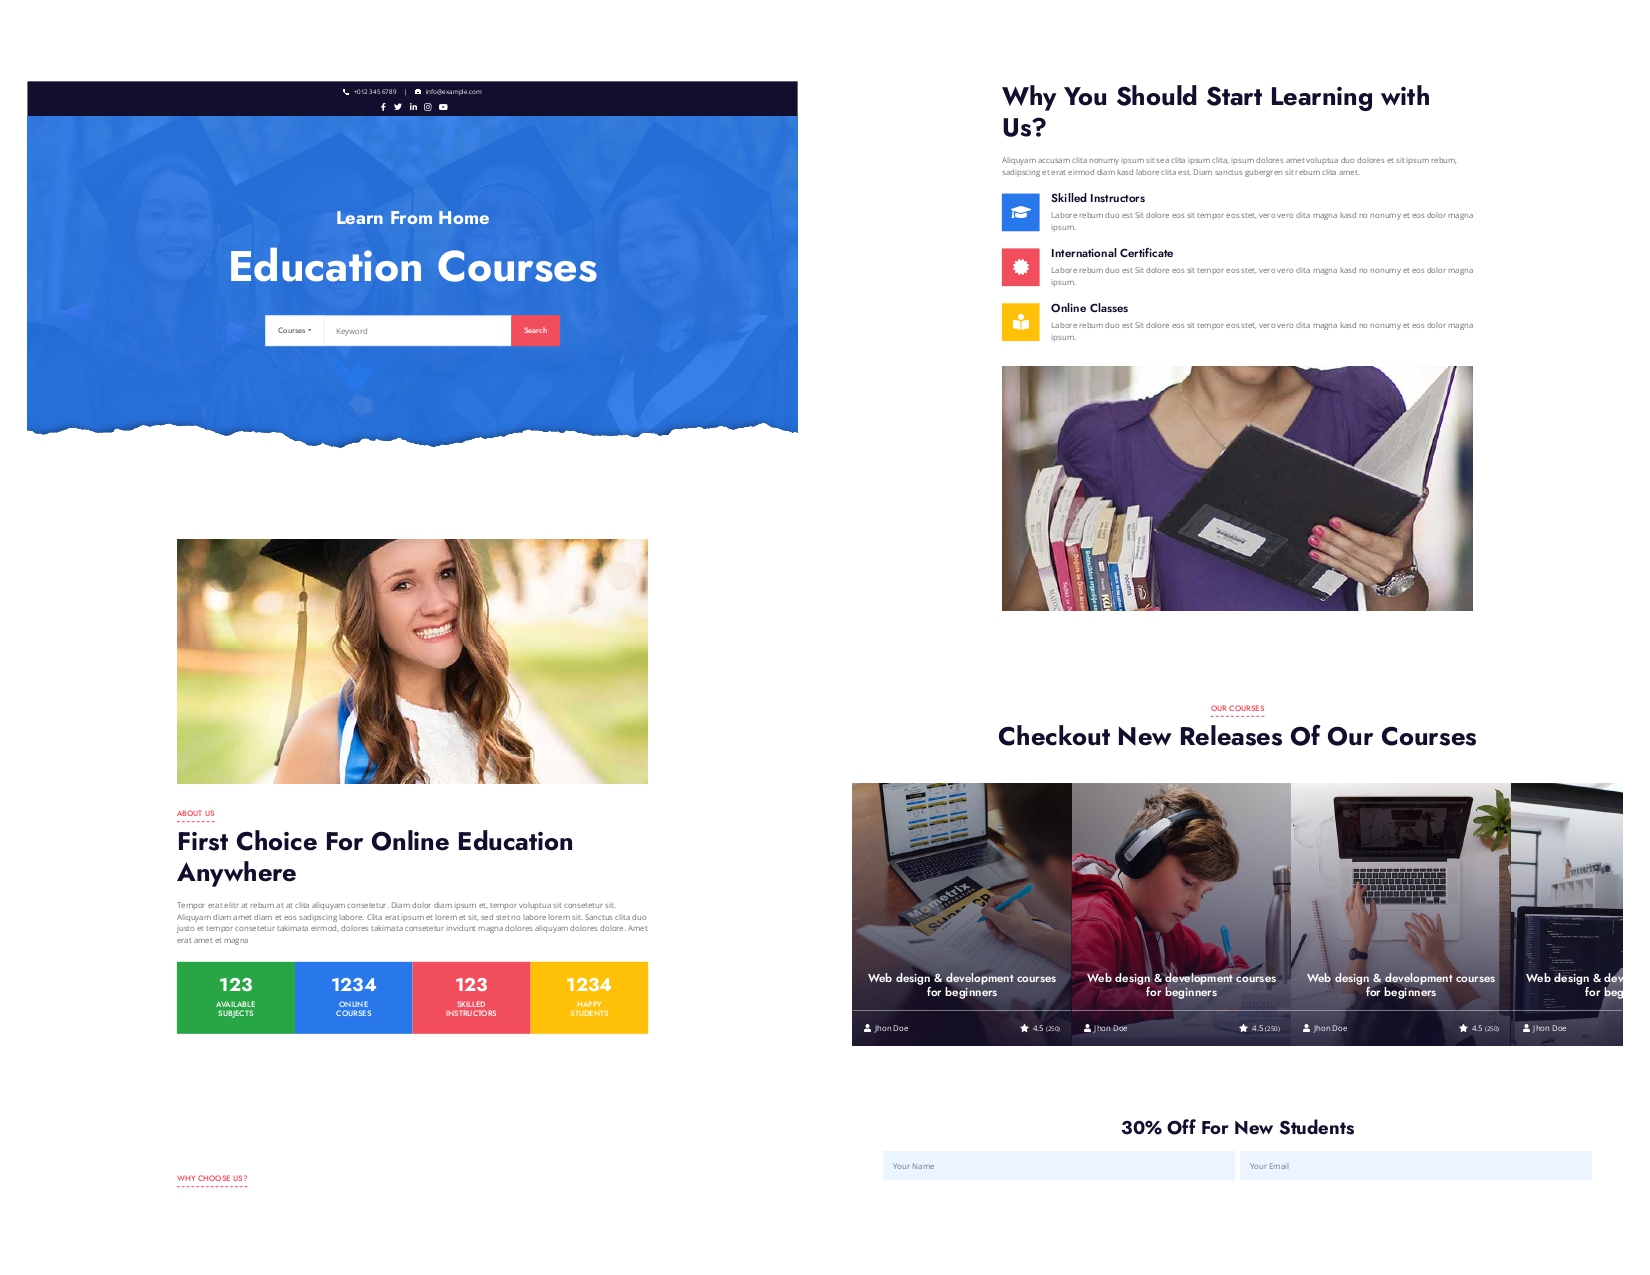 +012 345 6789 | info@example.com
Learn From Home
Education Courses
Courses Keyword Search
ABOUT US
First Choice For Online Education
Anywhere
Tempor erat elitr at rebum at at clita aliquyam consetetur. Diam dolor diam ipsum et, tempor voluptua sit consetetur sit.
Aliquyam diam amet diam et eos sadipscing labore. Clita erat ipsum et lorem et sit, sed stet no labore lorem sit. Sanctus clita duo
justo et tempor consetetur takimata eirmod, dolores takimata consetetur invidunt magna dolores aliquyam dolores dolore. Amet
erat amet et magna
123 1234 123 1234
AVAILABLE ONLINE SKILLED HAPPY
SUBJECTS COURSES INSTRUCTORS STUDENTS
WHY CHOOSE US?
Why You Should Start Learning with
Us?
Aliquyam accusam clita nonumy ipsum sit sea clita ipsum clita, ipsum dolores amet voluptua duo dolores et sit ipsum rebum,
sadipscing et erat eirmod diam kasd labore clita est. Diam sanctus gubergren sit rebum clita amet.
Skilled Instructors
Labore rebum duo est Sit dolore eos sit tempor eos stet, vero vero clita magna kasd no nonumy et eos dolor magna
ipsum.
International Certificate
Labore rebum duo est Sit dolore eos sit tempor eos stet, vero vero clita magna kasd no nonumy et eos dolor magna
ipsum.
Online Classes
Labore rebum duo est Sit dolore eos sit tempor eos stet, vero vero clita magna kasd no nonumy et eos dolor magna
ipsum.
OUR COURSES
Checkout New Releases Of Our Courses
Mometrix
Web design & development courses
for beginners
Jhon Doe 4.5 (250)
Web design & development courses
for beginners
Jhon Doe 4.5 (250)
Web design & development courses
for beginners
Jhon Doe 4.5 (250)
Web design & dev
for beg
Jhon Doe
30% Off For New Students
Your Name Your Email